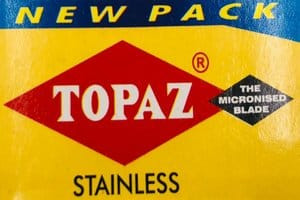 NEW PACK
TOPAZ ®
THE
MICRONISED
BLADE
STAINLESS